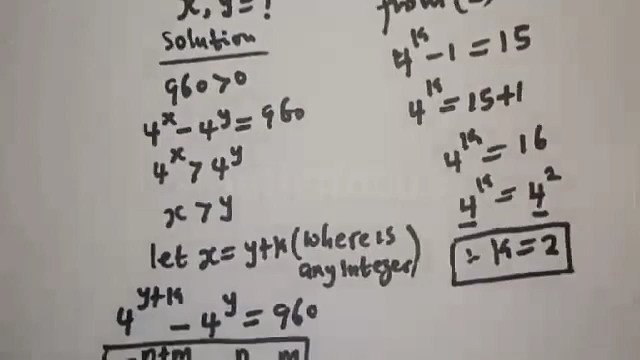 x, y = ?
Solution
960 > 0
4^x - 4^y = 960
4^x > 4^y
x > y
let x = y+k (where is
any integer)
4^{y+k} - 4^y = 960
4^k - 1 = 15
4^k = 15+1
4^k = 16
4^k = 4^2
∴ k = 2